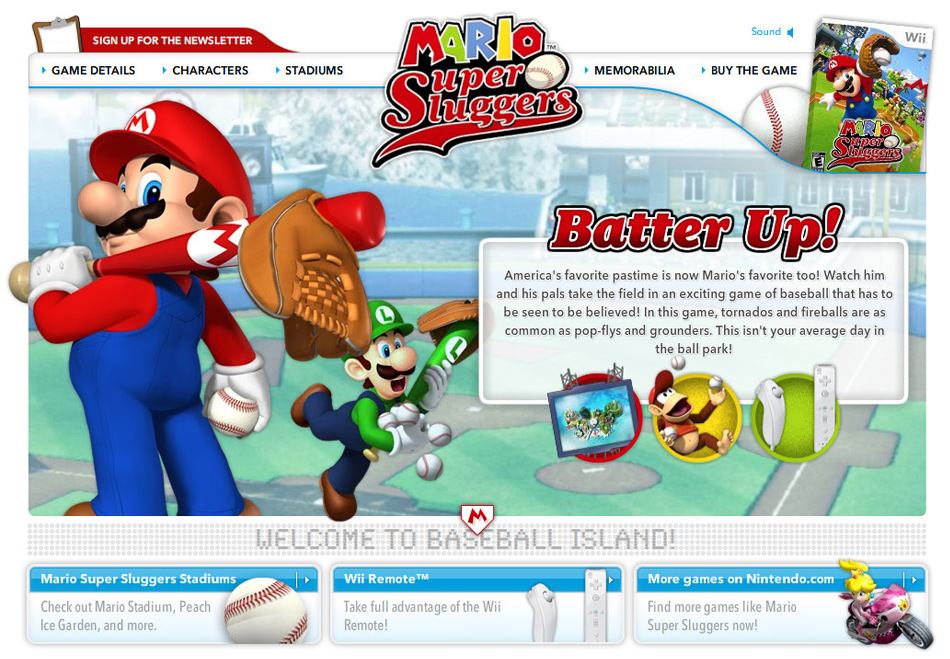 SIGN UP FOR THE NEWSLETTER
Sound
Wii
GAME DETAILS
CHARACTERS
STADIUMS
MARIO
Super
Sluggers
TM
MEMORABILIA
BUY THE GAME
MARIO
Super
Sluggers
E
M
M
L
L
Batter Up!
America's favorite pastime is now Mario's favorite too! Watch him
and his pals take the field in an exciting game of baseball that has to
be seen to be believed! In this game, tornados and fireballs are as
common as pop-flys and grounders. This isn't your average day in
the ball park!
M
WELCOME TO BASEBALL ISLAND!
Mario Super Sluggers Stadiums
Check out Mario Stadium, Peach
Ice Garden, and more.
Wii Remote™
Take full advantage of the Wii
Remote!
More games on Nintendo.com
Find more games like Mario
Super Sluggers now!